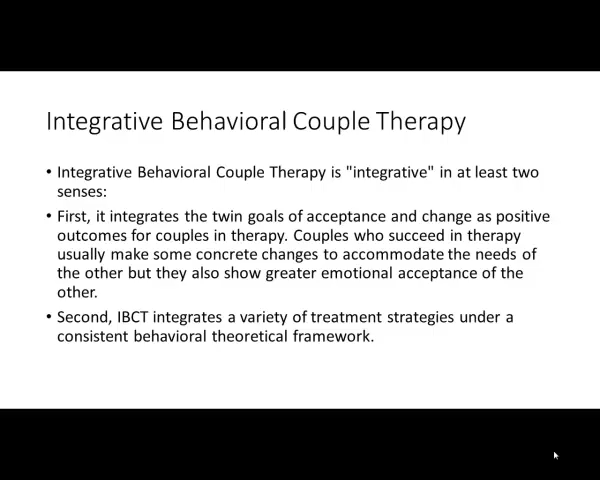 Integrative Behavioral Couple Therapy
• Integrative Behavioral Couple Therapy is "integrative" in at least two
senses:
• First, it integrates the twin goals of acceptance and change as positive
outcomes for couples in therapy. Couples who succeed in therapy
usually make some concrete changes to accommodate the needs of
the other but they also show greater emotional acceptance of the
other.
• Second, IBCT integrates a variety of treatment strategies under a
consistent behavioral theoretical framework.